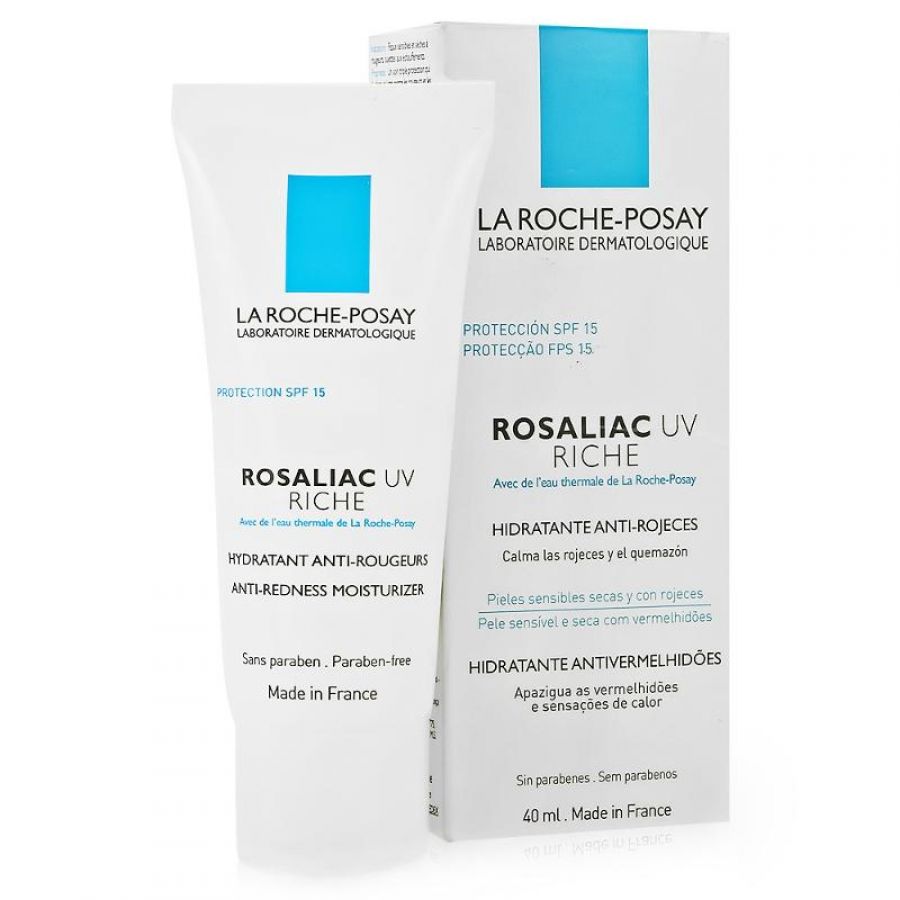 LA ROCHE-POSAY
LABORATOIRE DERMATOLOGIQUE
PROTECTION SPF 15
ROSALIAC UV
RICHE
Avec de l'eau thermale de La Roche-Posay
HYDRATANT ANTI-ROUGEURS
ANTI-REDNESS MOISTURIZER
Sans paraben . Paraben-free
Made in France
LA ROCHE-POSAY
LABORATOIRE DERMATOLOGIQUE
PROTECCIÓN SPF 15
PROTECÇÃO FPS 15
ROSALIAC UV
RICHE
Avec de l'eau thermale de La Roche-Posay
HIDRATANTE ANTI-ROJECES
Calma las rojeces y el quemazón
Pieles sensibles secas y con rojeces
Pele sensível e seca com vermelhidões
HIDRATANTE ANTIVERMELHIDÕES
Apazigua as vermelhidões
e sensações de calor
Sin parabenes . Sem parabenos
40 ml . Made in France